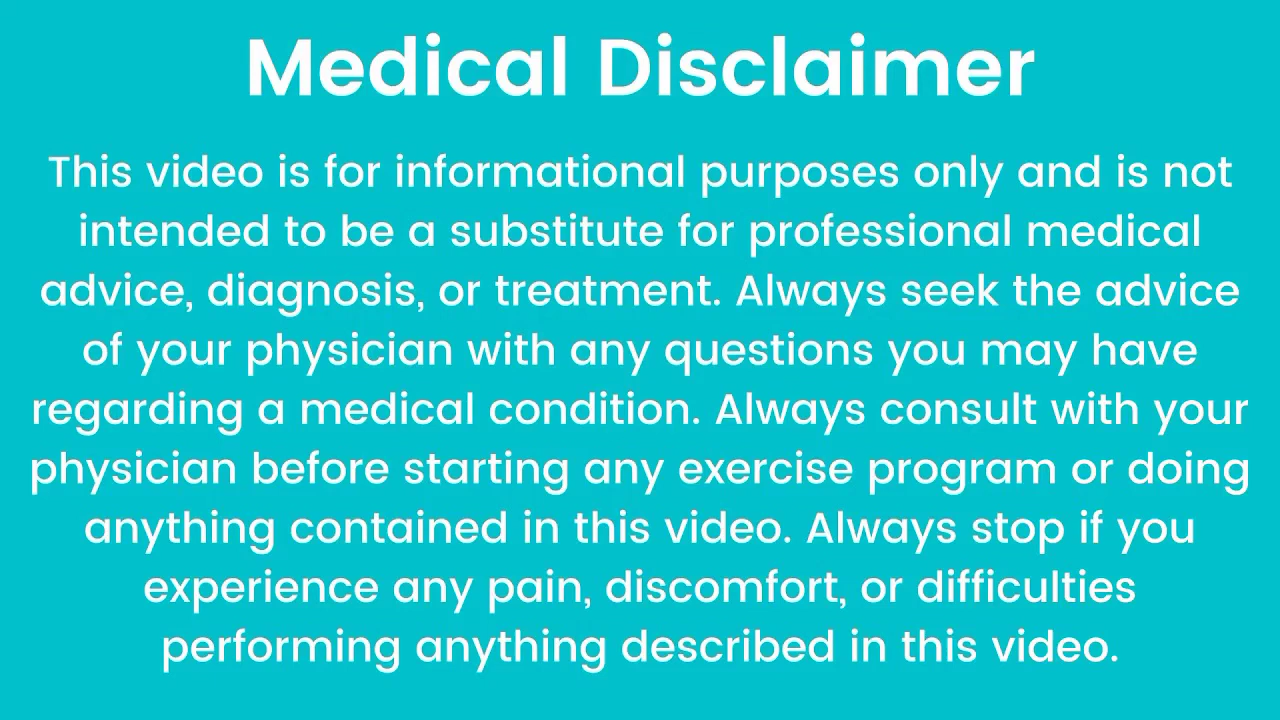 Medical Disclaimer
This video is for informational purposes only and is not
intended to be a substitute for professional medical
advice, diagnosis, or treatment. Always seek the advice
of your physician with any questions you may have
regarding a medical condition. Always consult with your
physician before starting any exercise program or doing
anything contained in this video. Always stop if you
experience any pain, discomfort, or difficulties
performing anything described in this video.